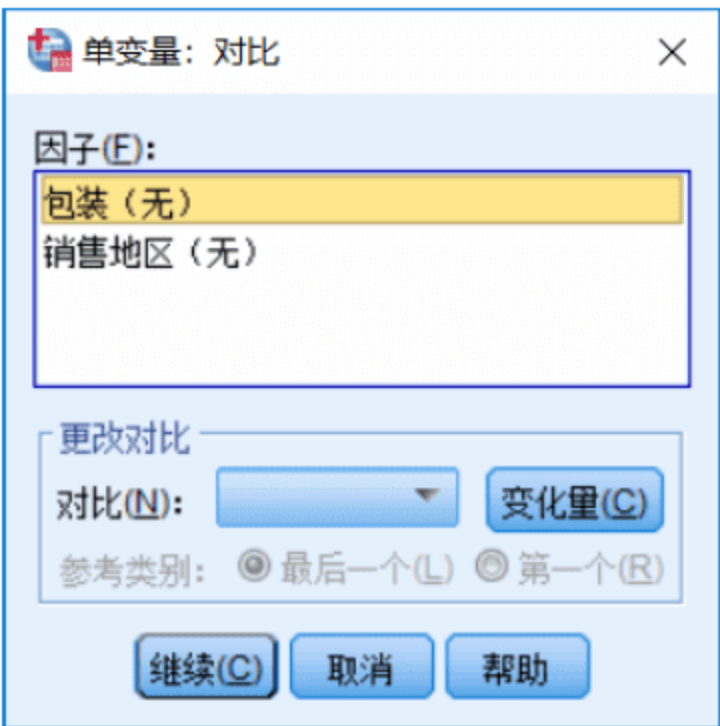 单变量：对比
因子(F)：
包装（无）
销售地区（无）
更改对比
对比(N)：
变化量(C)
参考类别：
最后一个(L)
第一个(R)
继续(C)
取消
帮助